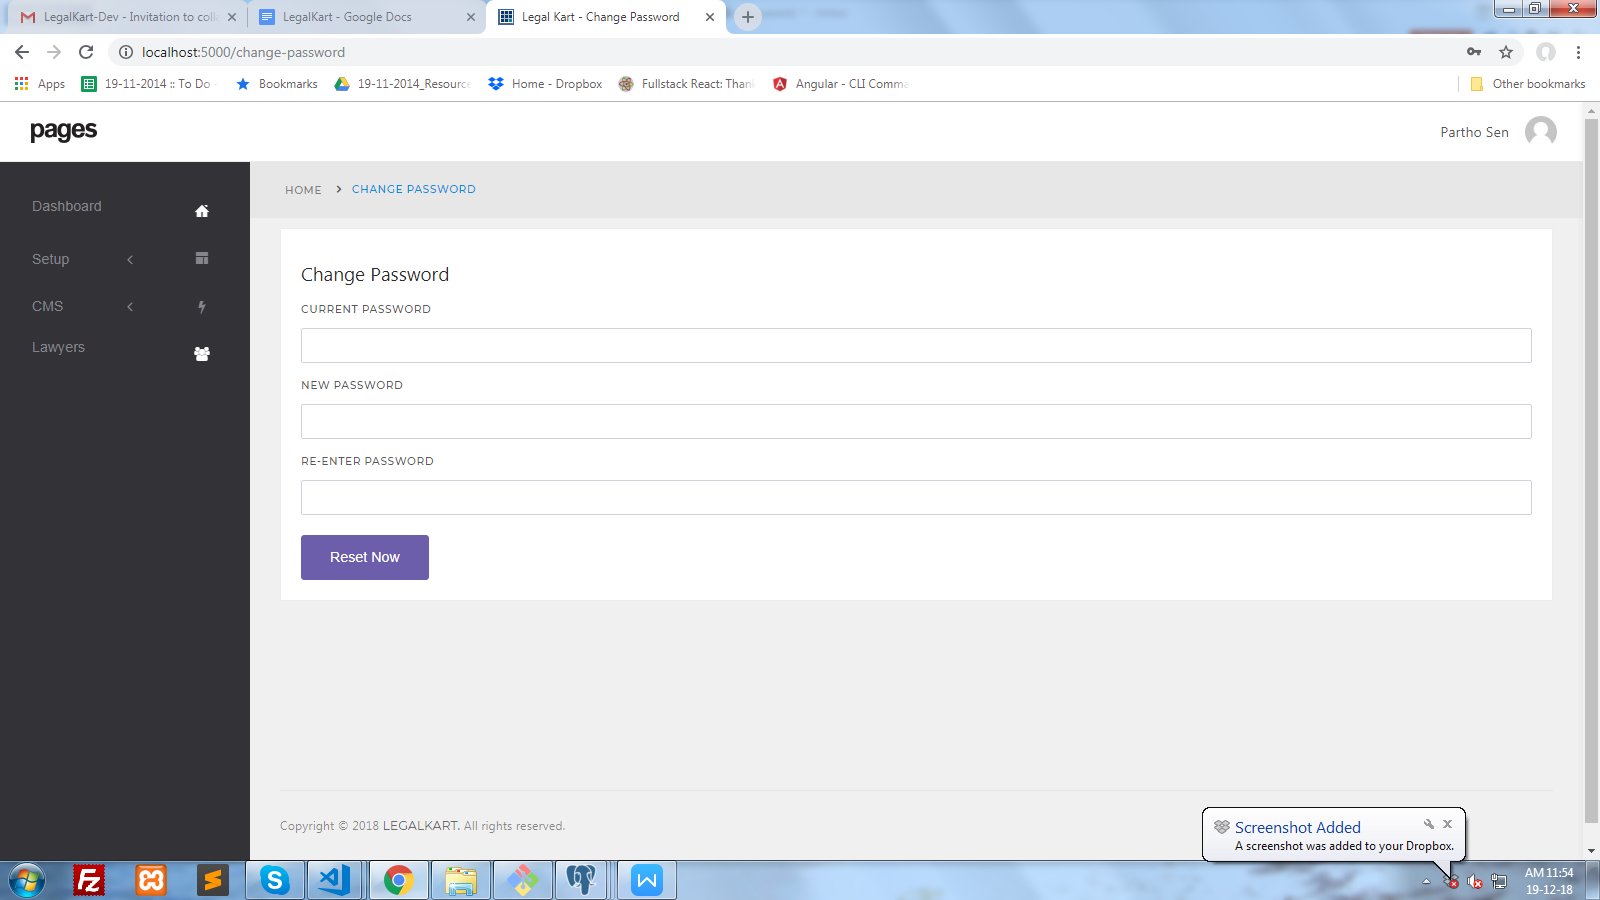 LegalKart-Dev - Invitation to coll
LegalKart - Google Docs
Legal Kart - Change Password
localhost:5000/change-password
Apps
19-11-2014 :: To Do -
Bookmarks
19-11-2014_Resource
Home - Dropbox
Fullstack React: Than
Angular - CLI Comma
Other bookmarks
pages
Partho Sen
Dashboard
Setup
CMS
Lawyers
HOME > CHANGE PASSWORD
Change Password
CURRENT PASSWORD
NEW PASSWORD
RE-ENTER PASSWORD
Reset Now
Copyright © 2018 LEGALKART. All rights reserved.
Screenshot Added
A screenshot was added to your Dropbox.
AM 11:54
19-12-18